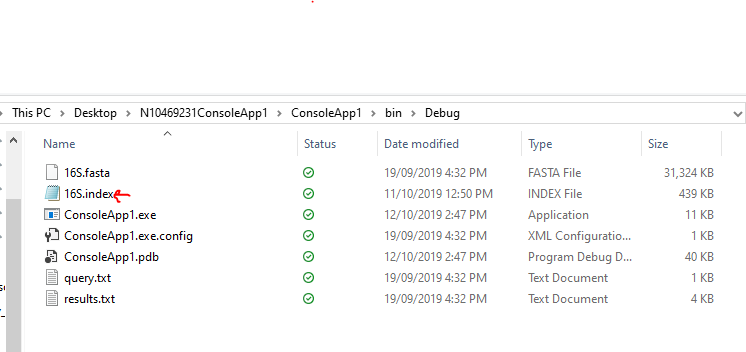 This PC > Desktop > N10469231ConsoleApp1 > ConsoleApp1 > bin > Debug
Name Status Date modified Type Size
16S.fasta 19/09/2019 4:32 PM FASTA File 31,324 KB
16S.index 11/10/2019 12:50 PM INDEX File 439 KB
ConsoleApp1.exe 12/10/2019 2:47 PM Application 11 KB
ConsoleApp1.exe.config 19/09/2019 4:32 PM XML Configuratio... 1 KB
ConsoleApp1.pdb 12/10/2019 2:47 PM Program Debug D... 40 KB
query.txt 19/09/2019 4:32 PM Text Document 1 KB
results.txt 19/09/2019 4:32 PM Text Document 4 KB